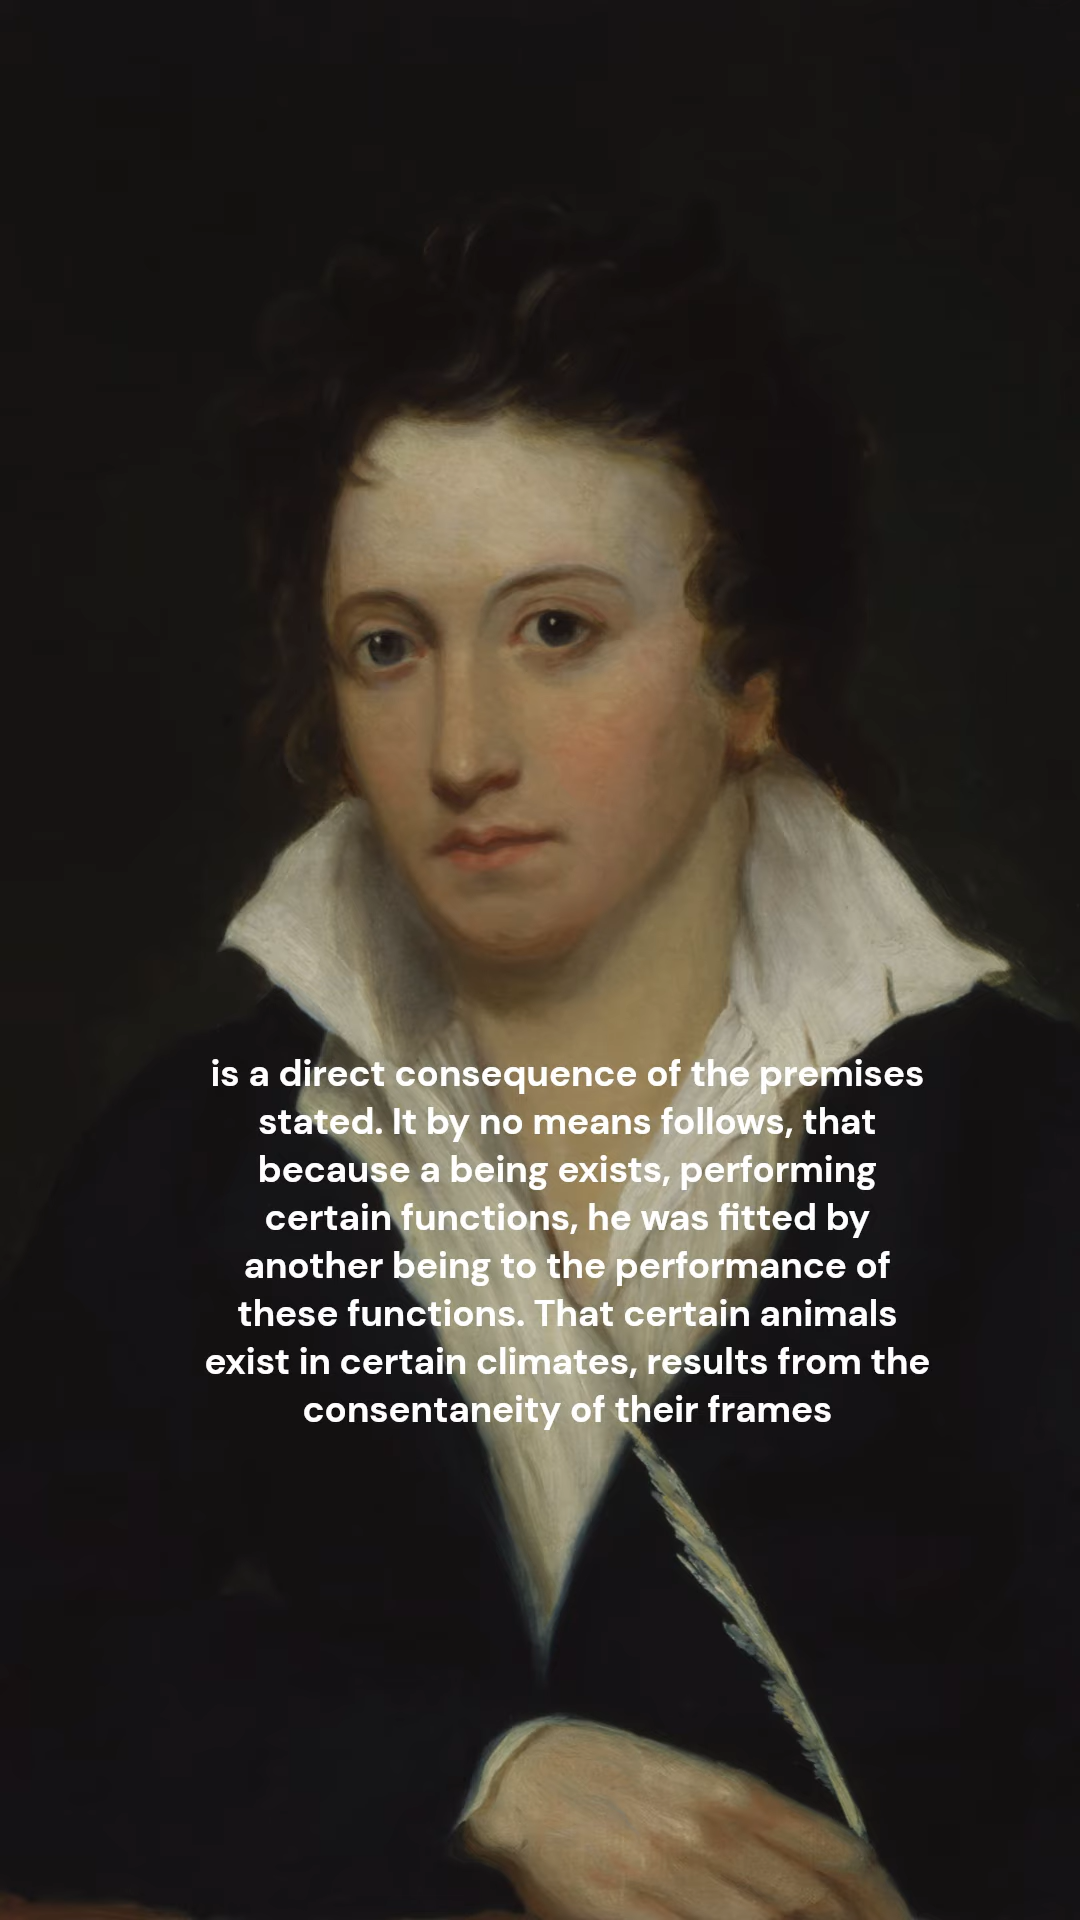 is a direct consequence of the premises
stated. It by no means follows, that
because a being exists, performing
certain functions, he was fitted by
another being to the performance of
these functions. That certain animals
exist in certain climates, results from the
consentaneity of their frames